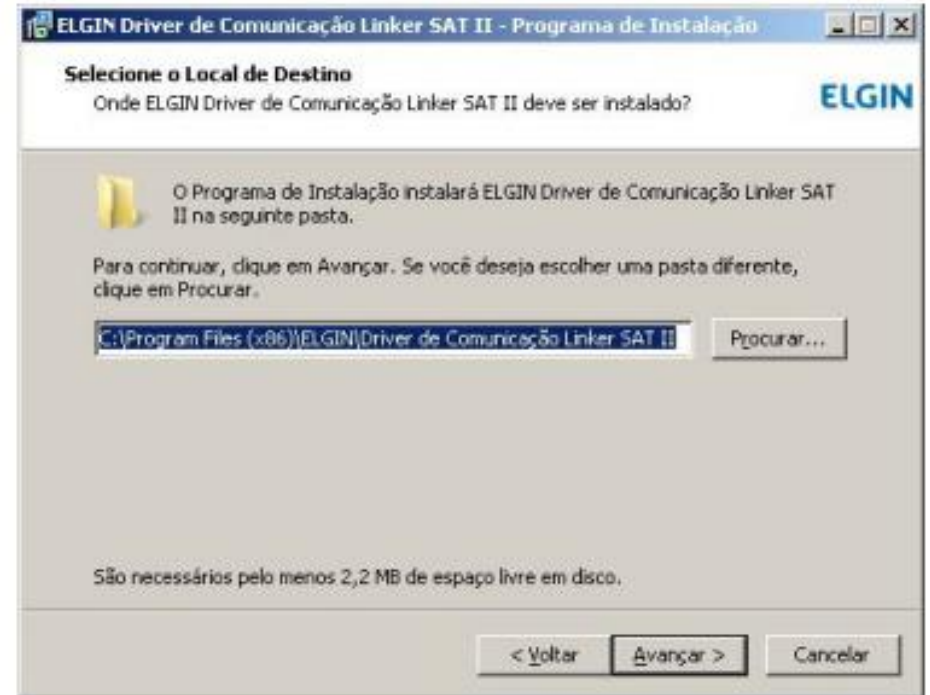 ELGIN Driver de Comunicação Linker SAT II - Programa de Instalação
Selecione o Local de Destino
Onde ELGIN Driver de Comunicação Linker SAT II deve ser instalado?
ELGIN
O Programa de Instalação instalará ELGIN Driver de Comunicação Linker SAT
II na seguinte pasta.
Para continuar, clique em Avançar. Se você deseja escolher uma pasta diferente,
clique em Procurar.
C:\Program Files (x86)\ELGIN\Driver de Comunicação Linker SAT II
Procurar...
São necessários pelo menos 2,2 MB de espaço livre em disco.
< Voltar
Avançar >
Cancelar